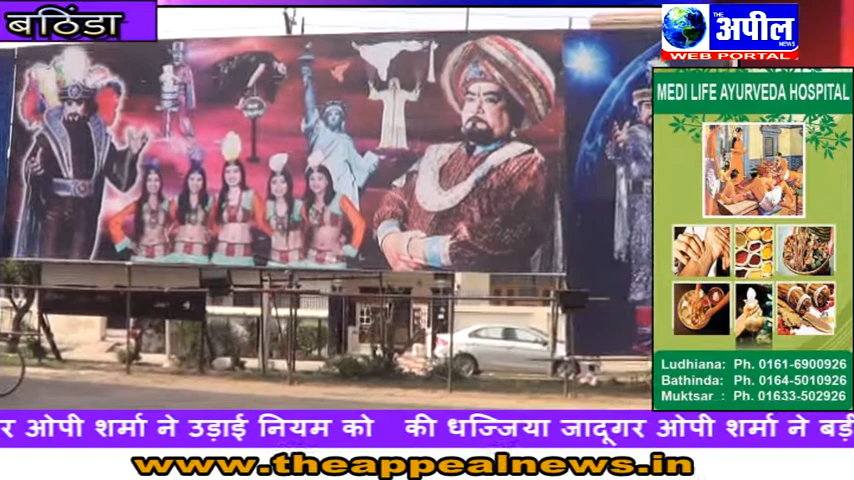 बठिंडा
THE
अपील
NEWS
WEB PORTAL
MEDI LIFE AYURVEDA HOSPITAL
Ludhiana: Ph. 0161-6900926
Bathinda: Ph. 0164-5010926
Muktsar : Ph. 01633-502926
र ओपी शर्मा ने उड़ाई नियम को की धज्जिया जादूगर ओपी शर्मा ने बड़ी
www.theappealnews.in